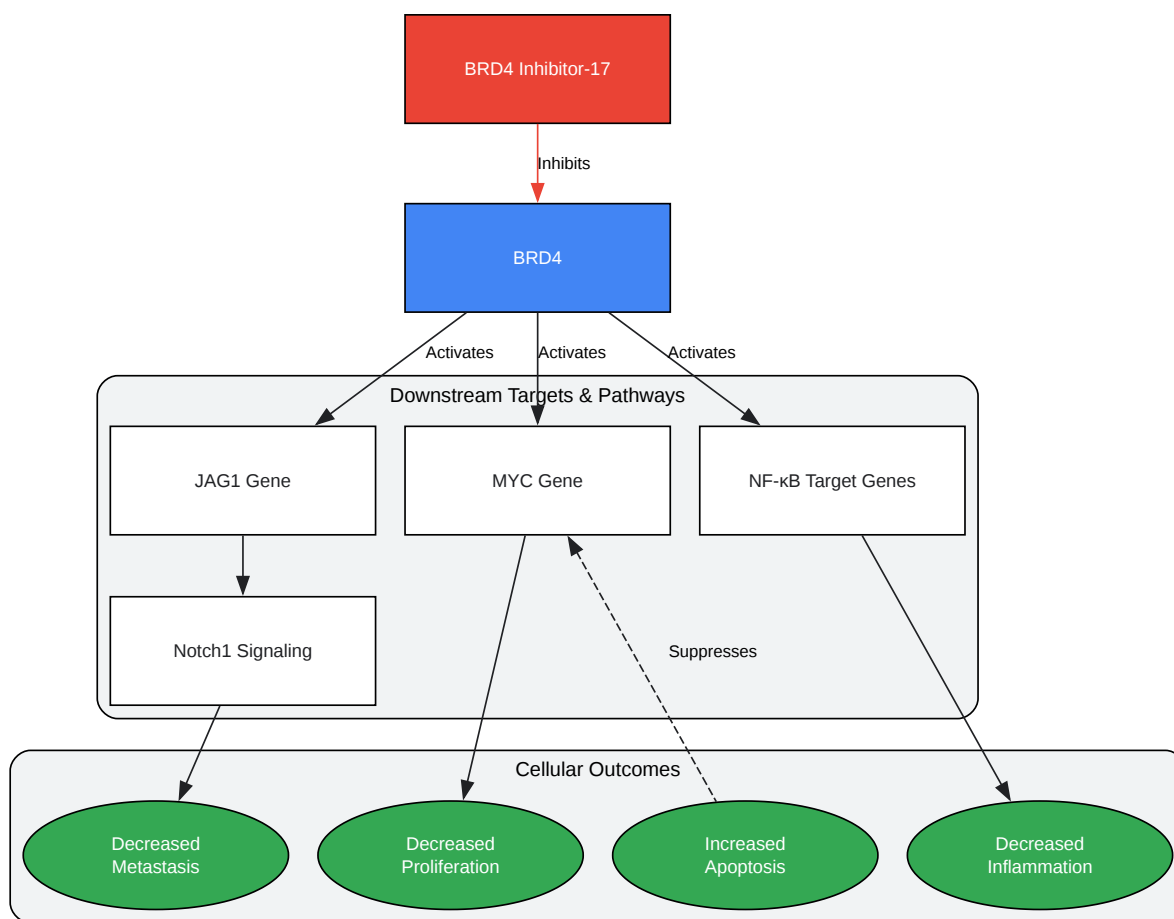 BRD4 Inhibitor-17
Inhibits
BRD4
Activates
Activates
Activates
Downstream Targets & Pathways
JAG1 Gene
MYC Gene
NF-κB Target Genes
Notch1 Signaling
Suppresses
Cellular Outcomes
Decreased
Metastasis
Decreased
Proliferation
Increased
Apoptosis
Decreased
Inflammation